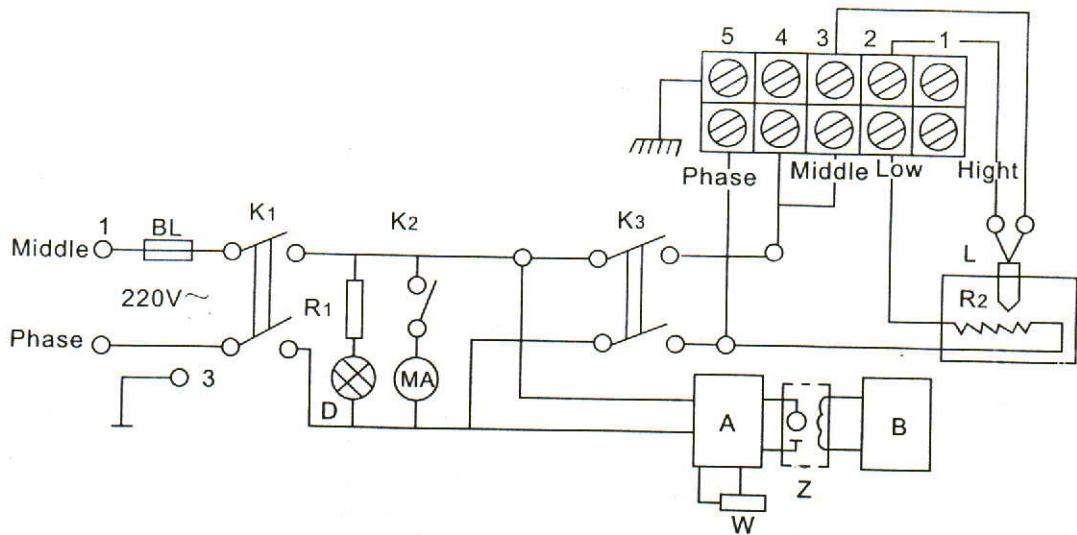 5 4 3 2 1
Phase Middle Low Hight
1 BL K1 K2 K3
Middle
220V~ R1
L
R2
Phase
3
D MA
A B
Z
W